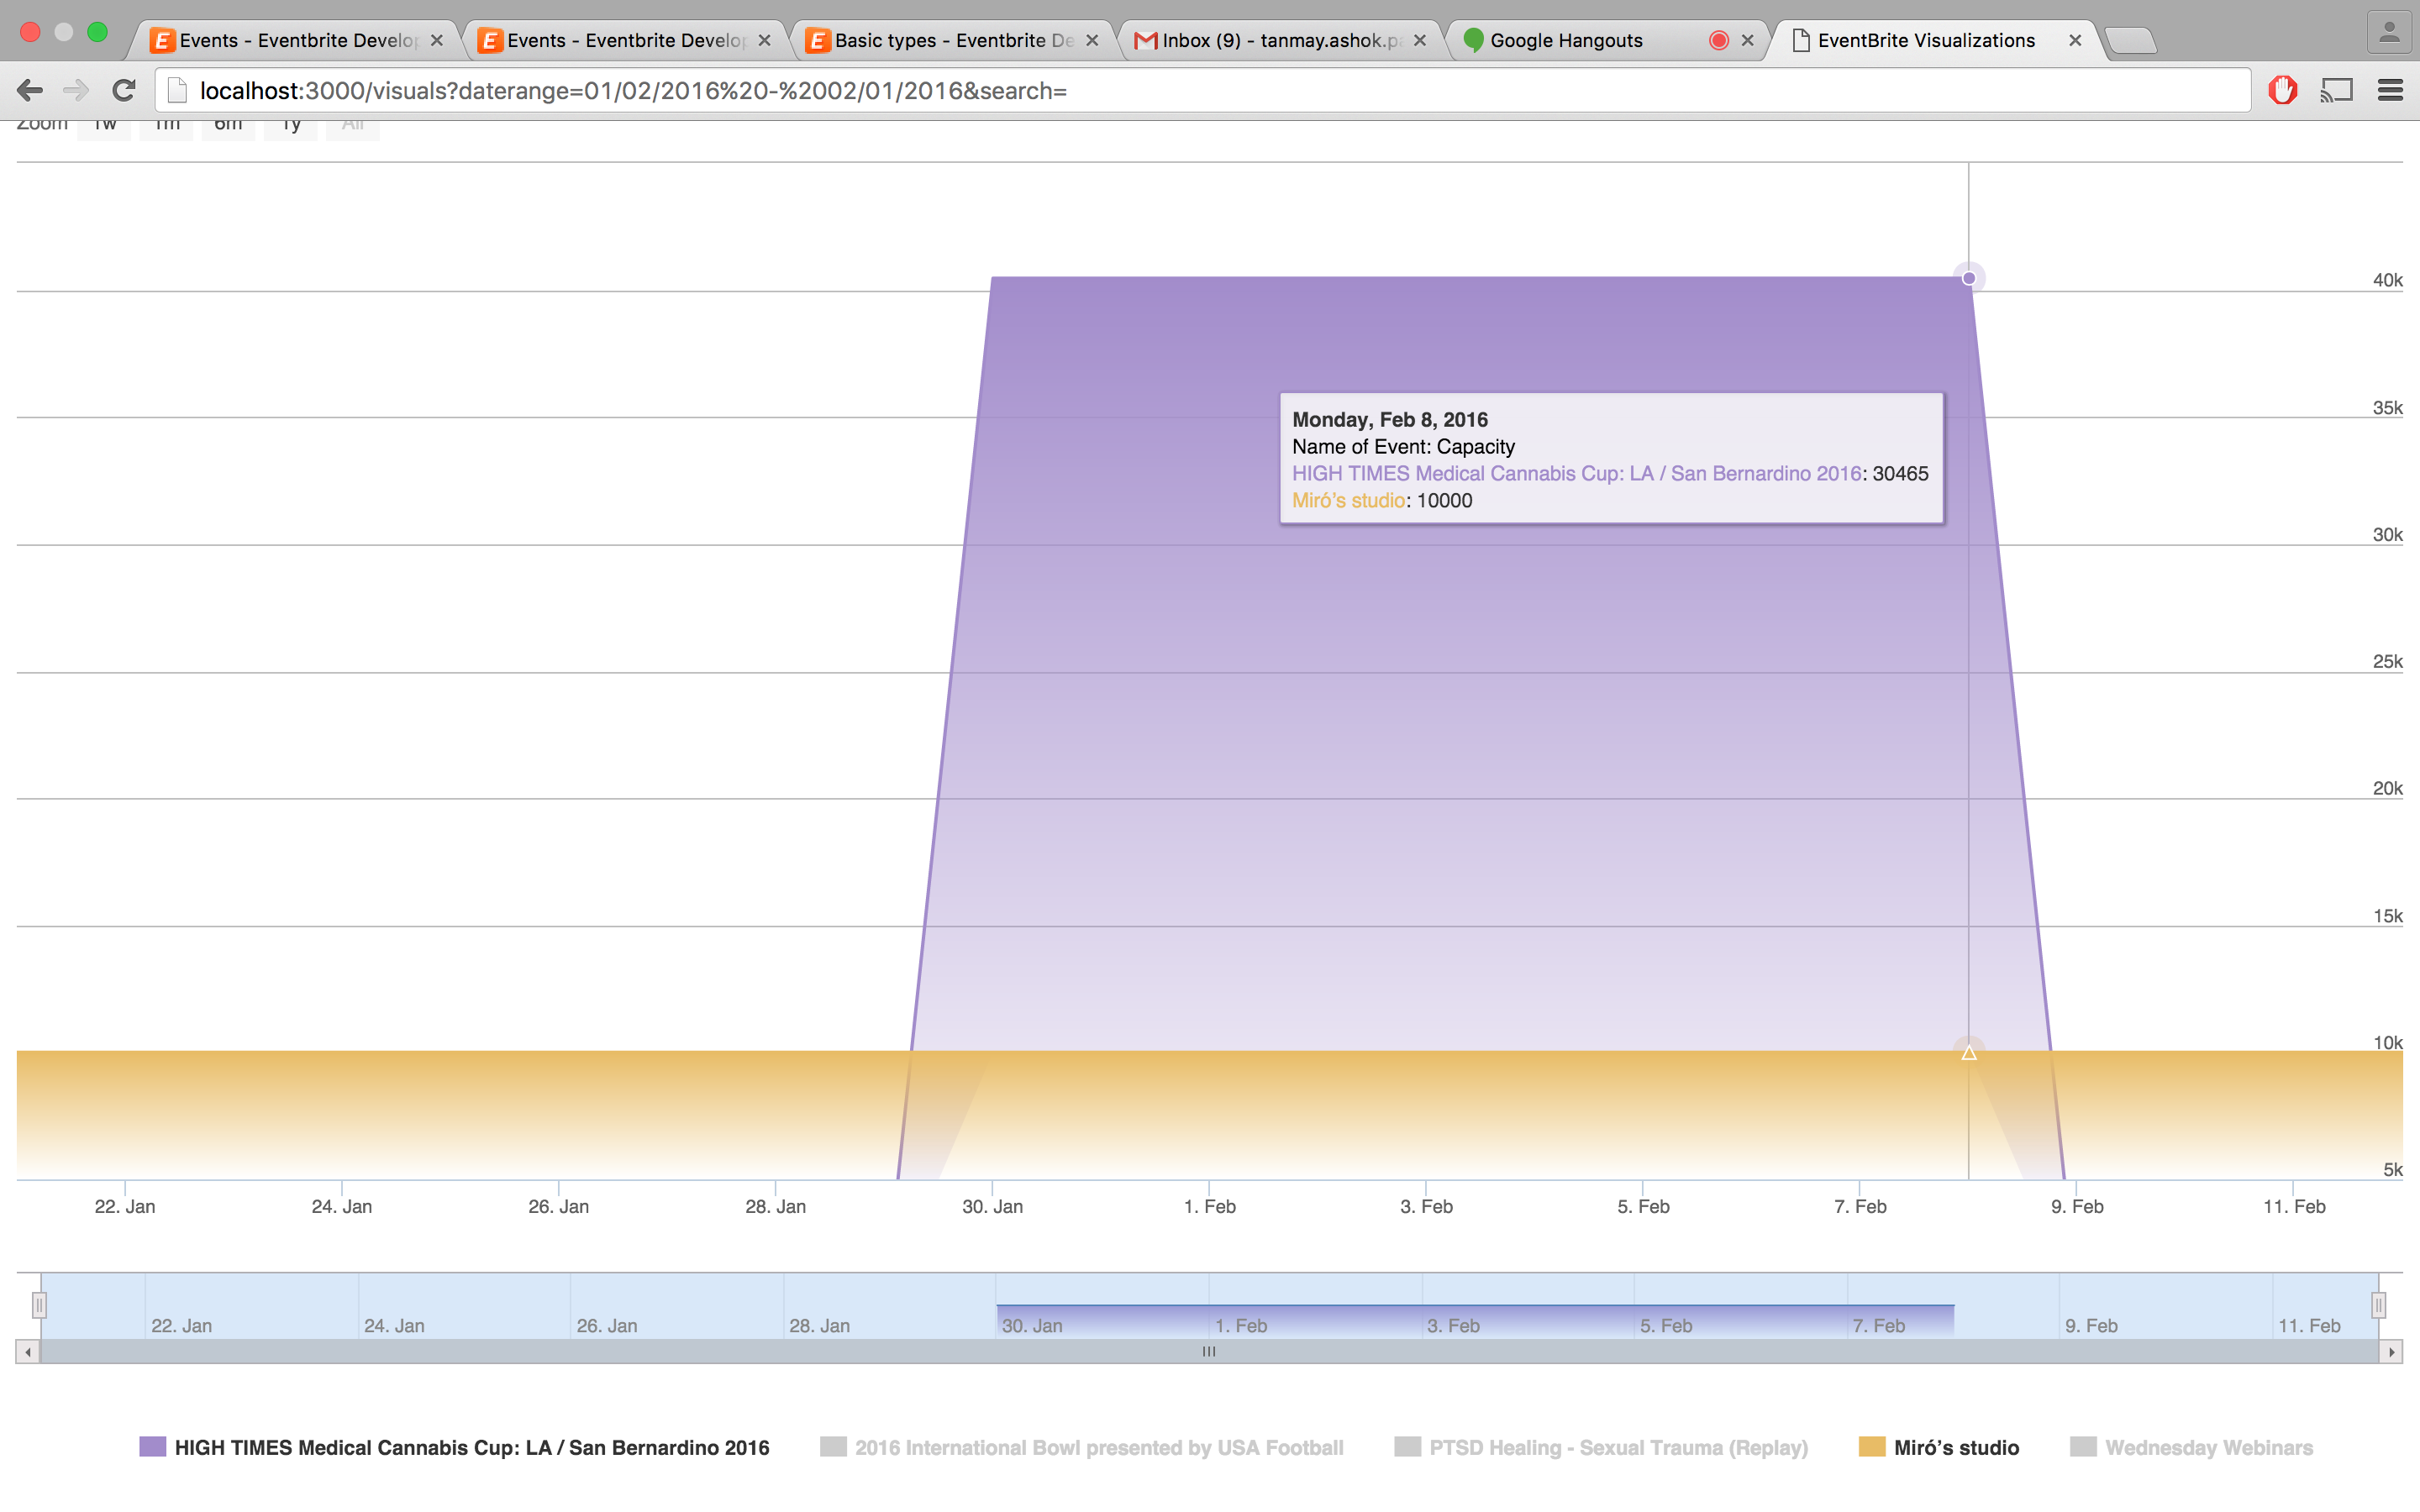 Events - Eventbrite Develop
Events - Eventbrite Develop
Basic types - Eventbrite De
Inbox (9) - tanmay.ashok.pa
Google Hangouts
EventBrite Visualizations
localhost:3000/visuals?daterange=01/02/2016%20-%2002/01/2016&search=
Zoom 1w 1m 6m 1y All
40k
35k
30k
25k
20k
15k
10k
5k
Monday, Feb 8, 2016
Name of Event: Capacity
HIGH TIMES Medical Cannabis Cup: LA / San Bernardino 2016: 30465
Miró’s studio: 10000
22. Jan 24. Jan 26. Jan 28. Jan 30. Jan 1. Feb 3. Feb 5. Feb 7. Feb 9. Feb 11. Feb
22. Jan 24. Jan 26. Jan 28. Jan 30. Jan 1. Feb 3. Feb 5. Feb 7. Feb 9. Feb 11. Feb
HIGH TIMES Medical Cannabis Cup: LA / San Bernardino 2016 2016 International Bowl presented by USA Football PTSD Healing - Sexual Trauma (Replay) Miró’s studio Wednesday Webinars